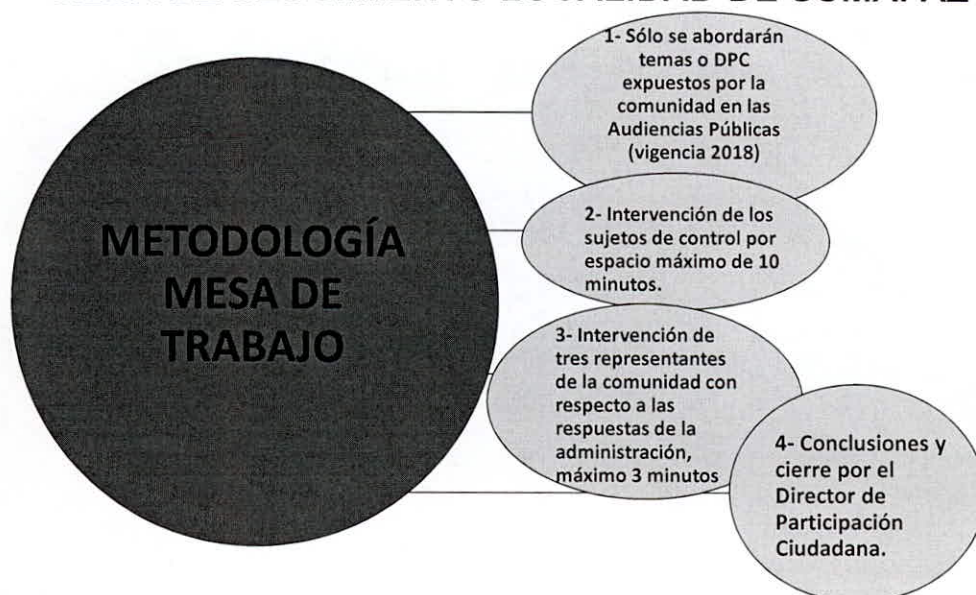 LOCALIDAD DE SUMAPAZ
METODOLOGÍA
MESA DE
TRABAJO
1- Sólo se abordarán
temas o DPC
expuestos por la
comunidad en las
Audiencias Públicas
(vigencia 2018)
2- Intervención de los
sujetos de control por
espacio máximo de 10
minutos.
3- Intervención de
tres representantes
de la comunidad con
respecto a las
respuestas de la
administración,
máximo 3 minutos
4- Conclusiones y
cierre por el
Director de
Participación
Ciudadana.